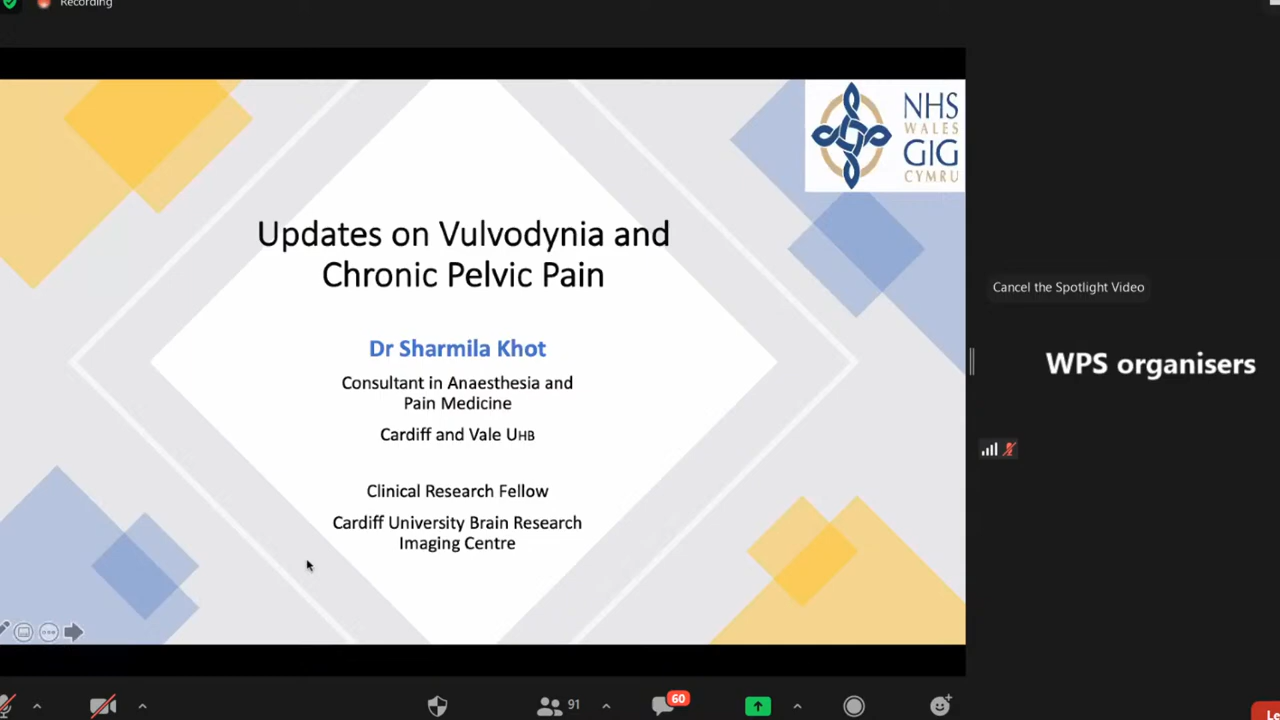 Recording
NHS
WALES
GIG
CYMRU
Updates on Vulvodynia and
Chronic Pelvic Pain
Dr Sharmila Khot
Consultant in Anaesthesia and
Pain Medicine
Cardiff and Vale UHB
Clinical Research Fellow
Cardiff University Brain Research
Imaging Centre
Cancel the Spotlight Video
WPS organisers
91
60